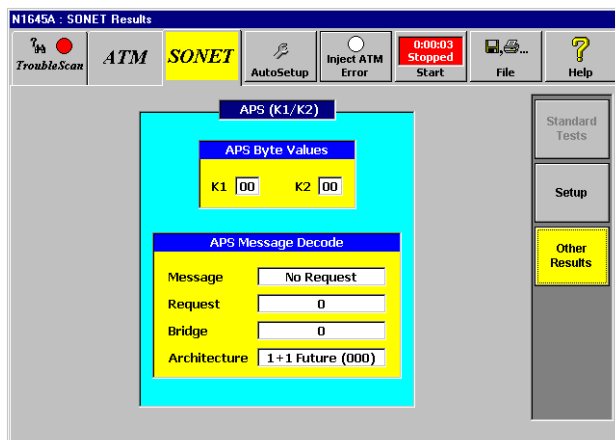 N1645A : SONET Results
?
TroubleScan
ATM
SONET
AutoSetup
Inject ATM
Error
0:00:03
Stopped
Start
File
?
Help
APS (K1/K2)
APS Byte Values
K1 00 K2 00
APS Message Decode
Message No Request
Request 0
Bridge 0
Architecture 1+1 Future (000)
Standard
Tests
Setup
Other
Results